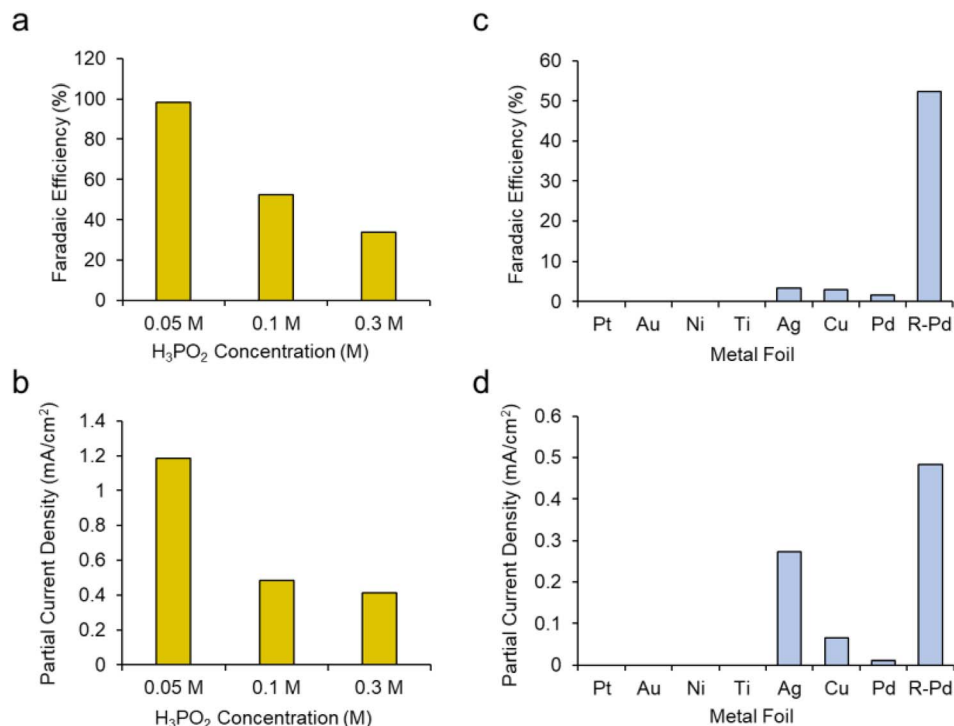 a
Faradaic Efficiency (%)
120
100
80
60
40
20
0
0.05 M 0.1 M 0.3 M
H₃PO₂ Concentration (M)
b
Partial Current Density (mA/cm²)
1.4
1.2
1
0.8
0.6
0.4
0.2
0
0.05 M 0.1 M 0.3 M
H₃PO₂ Concentration (M)
c
Faradaic Efficiency (%)
60
50
40
30
20
10
0
Pt Au Ni Ti Ag Cu Pd R-Pd
Metal Foil
d
Partial Current Density (mA/cm²)
0.6
0.5
0.4
0.3
0.2
0.1
0
Pt Au Ni Ti Ag Cu Pd R-Pd
Metal Foil